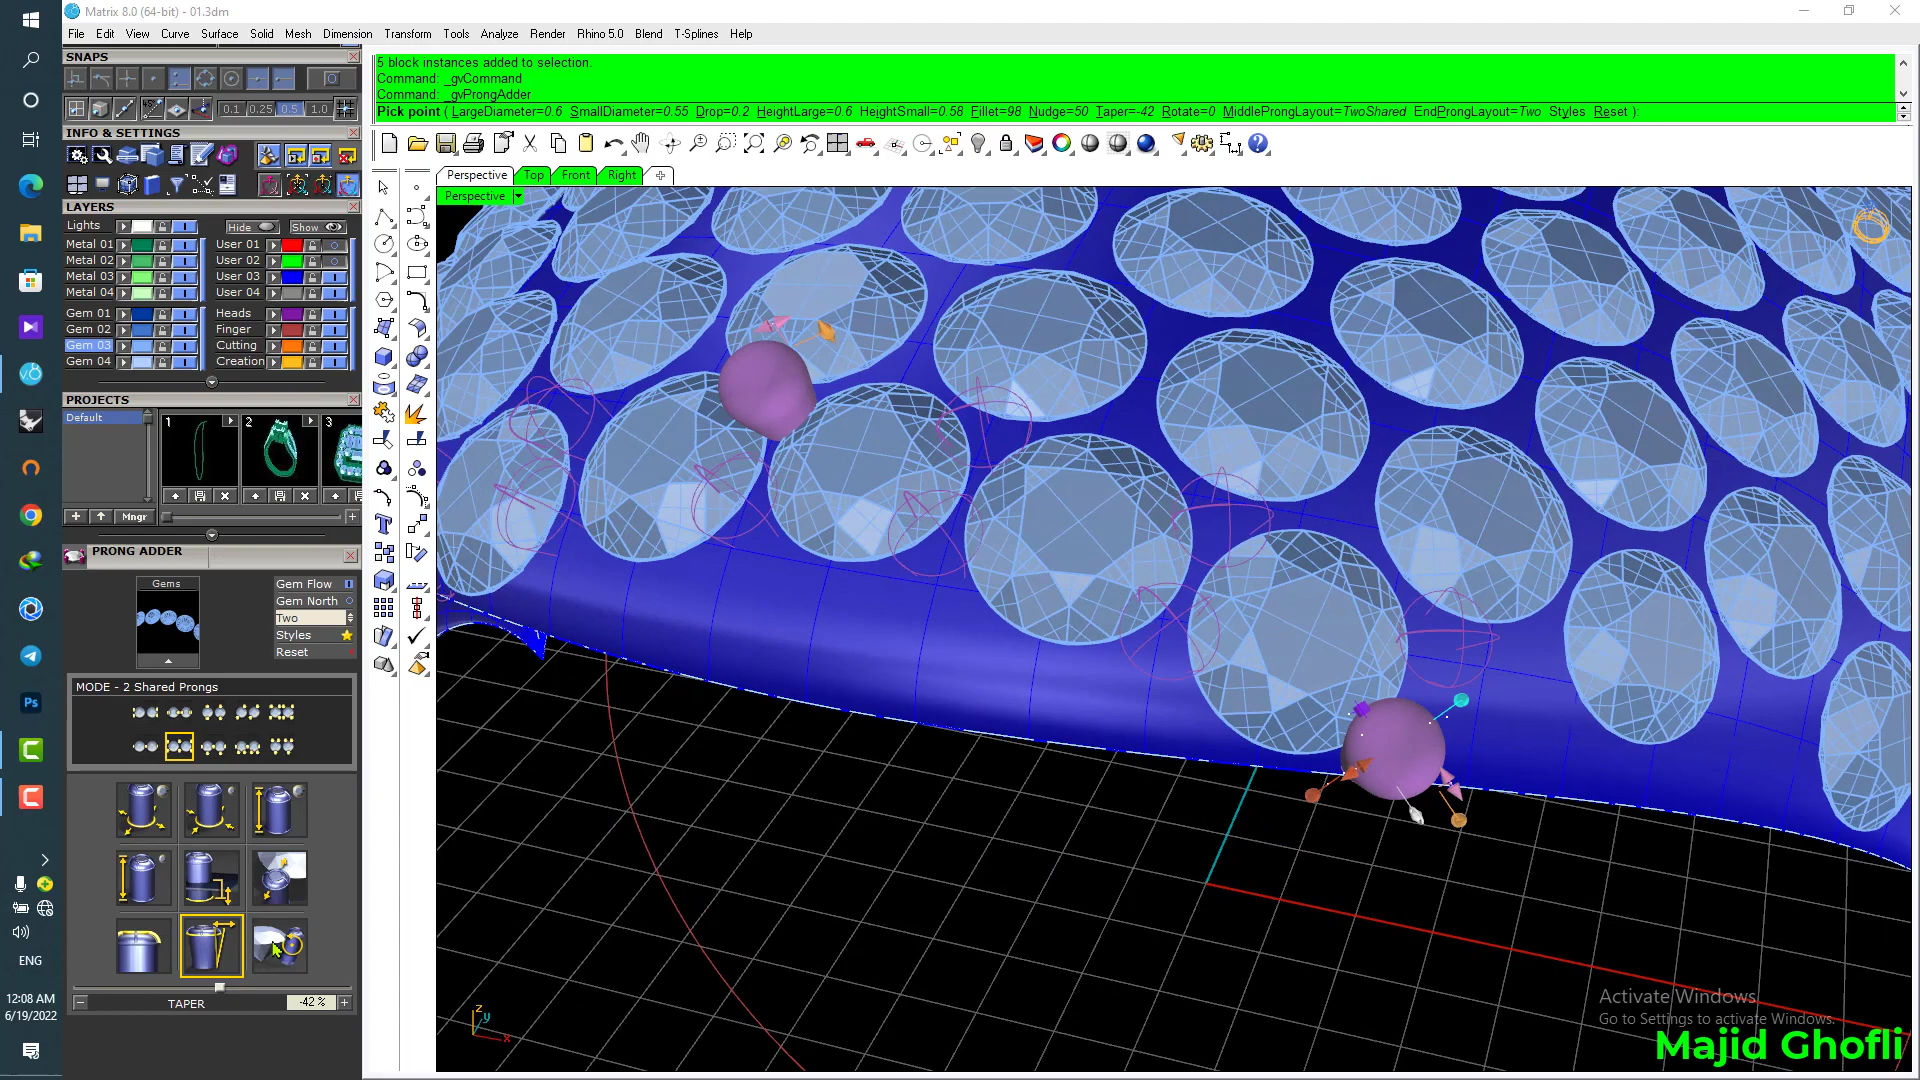 Matrix 8.0 (64-bit) - 01.3dm
File Edit View Curve Surface Solid Mesh Dimension Transform Tools Analyze Render Rhino 5.0 Blend T-Splines Help
SNAPS
0.1 0.25 0.5 1.0
INFO & SETTINGS
LAYERS
Lights Hide Show
Metal 01 User 01
Metal 02 User 02
Metal 03 User 03
Metal 04 User 04
Gem 01 Heads
Gem 02 Finger
Gem 03 Cutting
Gem 04 Creation
PROJECTS
Default
1 2 3
Mngr
PRONG ADDER
Gems
Gem Flow
Gem North
Two
Styles
Reset
MODE - 2 Shared Prongs
TAPER -42 %
5 block instances added to selection.
Command: _gvCommand
Command: _gvProngAdder
Pick point ( LargeDiameter=0.6 SmallDiameter=0.55 Drop=0.2 HeightLarge=0.6 HeightSmall=0.58 Fillet=98 Nudge=50 Taper=-42 Rotate=0 MiddleProngLayout=TwoShared EndProngLayout=Two Styles Reset ):
Perspective Top Front Right
Perspective
z
y
x
Ps
ENG
12:08 AM
6/19/2022
Activate Windows
Go to Settings to activate Windows.
Majid Ghofli